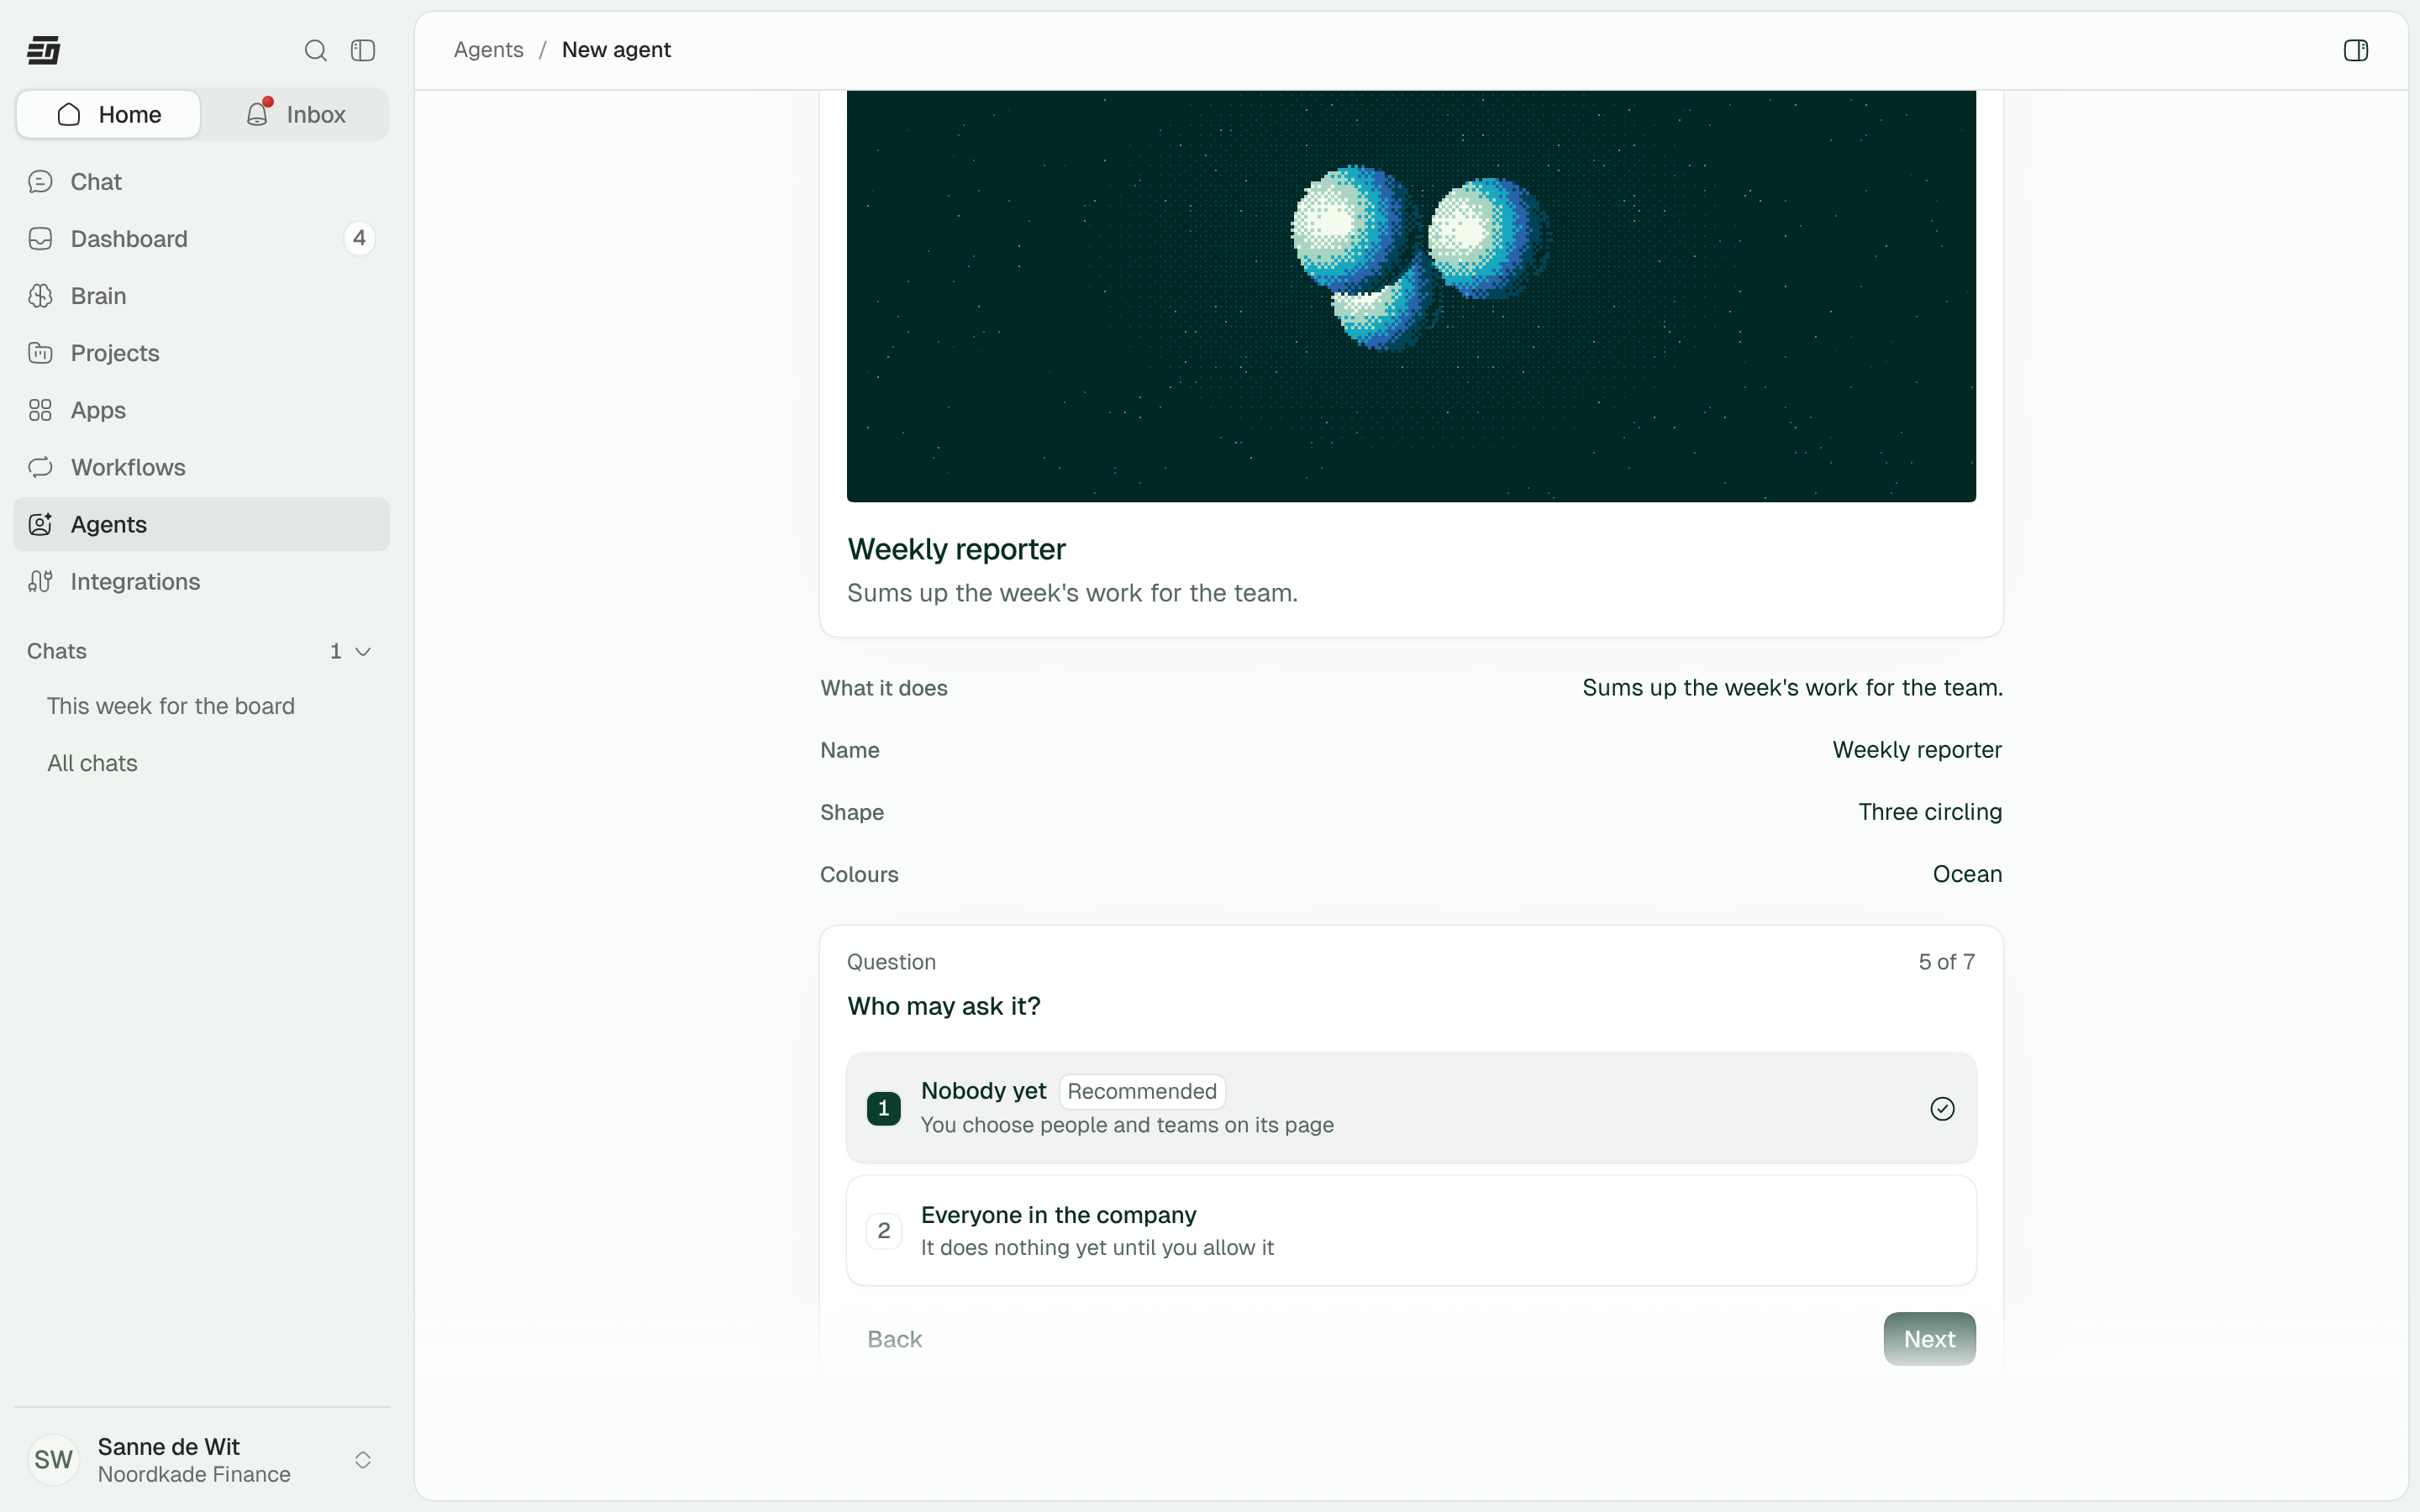 Agents / New agent
Home
Inbox
Chat
Dashboard
4
Brain
Projects
Apps
Workflows
Agents
Integrations
Chats
1
This week for the board
All chats
SW
Sanne de Wit
Noordkade Finance
Weekly reporter
Sums up the week's work for the team.
What it does
Sums up the week's work for the team.
Name
Weekly reporter
Shape
Three circling
Colours
Ocean
Question
5 of 7
Who may ask it?
1
Nobody yet
Recommended
You choose people and teams on its page
2
Everyone in the company
It does nothing yet until you allow it
Back
Next